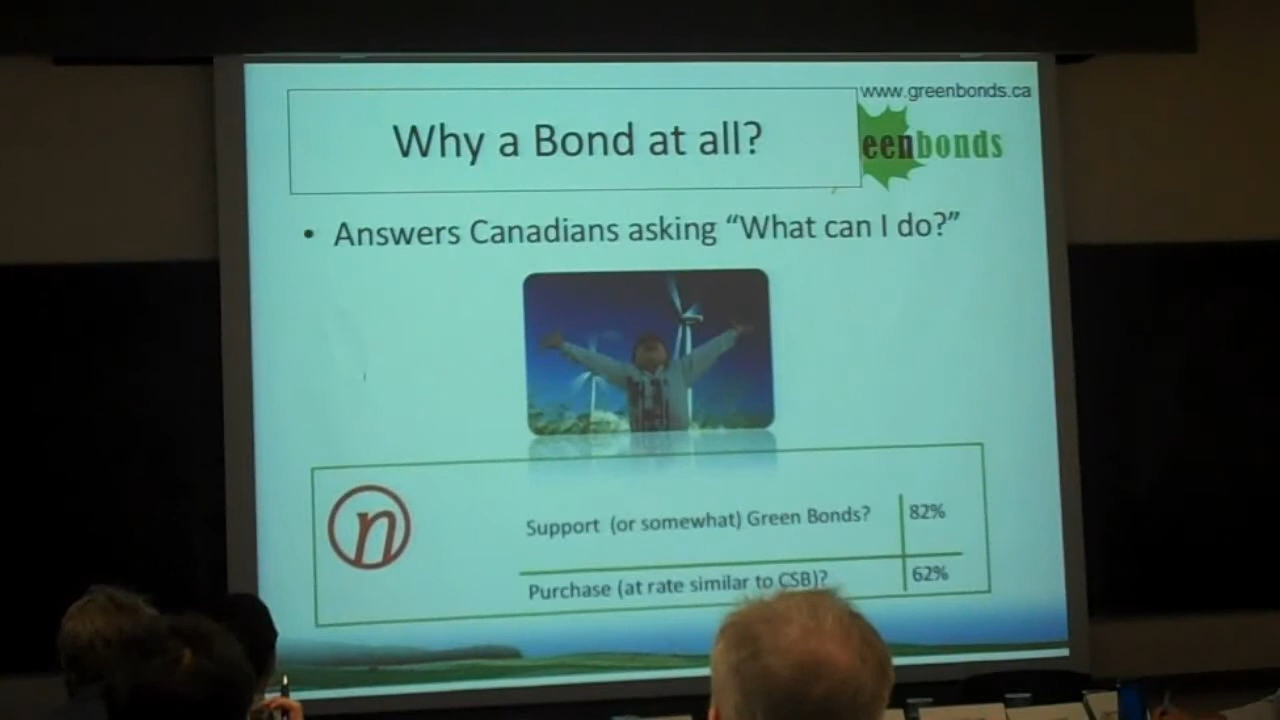 www.greenbonds.ca
Why a Bond at all?
eenbonds
• Answers Canadians asking “What can I do?”
n
Support (or somewhat) Green Bonds? 82%
Purchase (at rate similar to CSB)? 62%